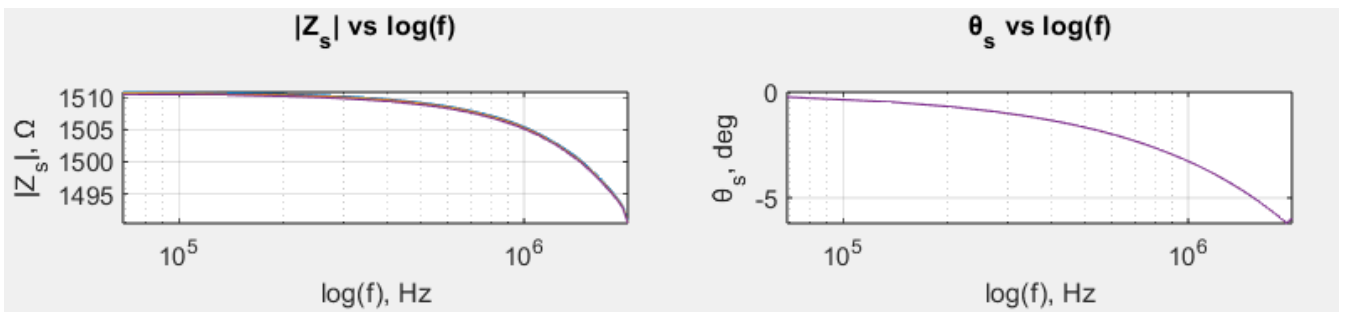 |Z_s| vs log(f)
|Z_s|, Ω
1510
1505
1500
1495
10^5
10^6
log(f), Hz
θ_s vs log(f)
θ_s, deg
0
-5
10^5
10^6
log(f), Hz